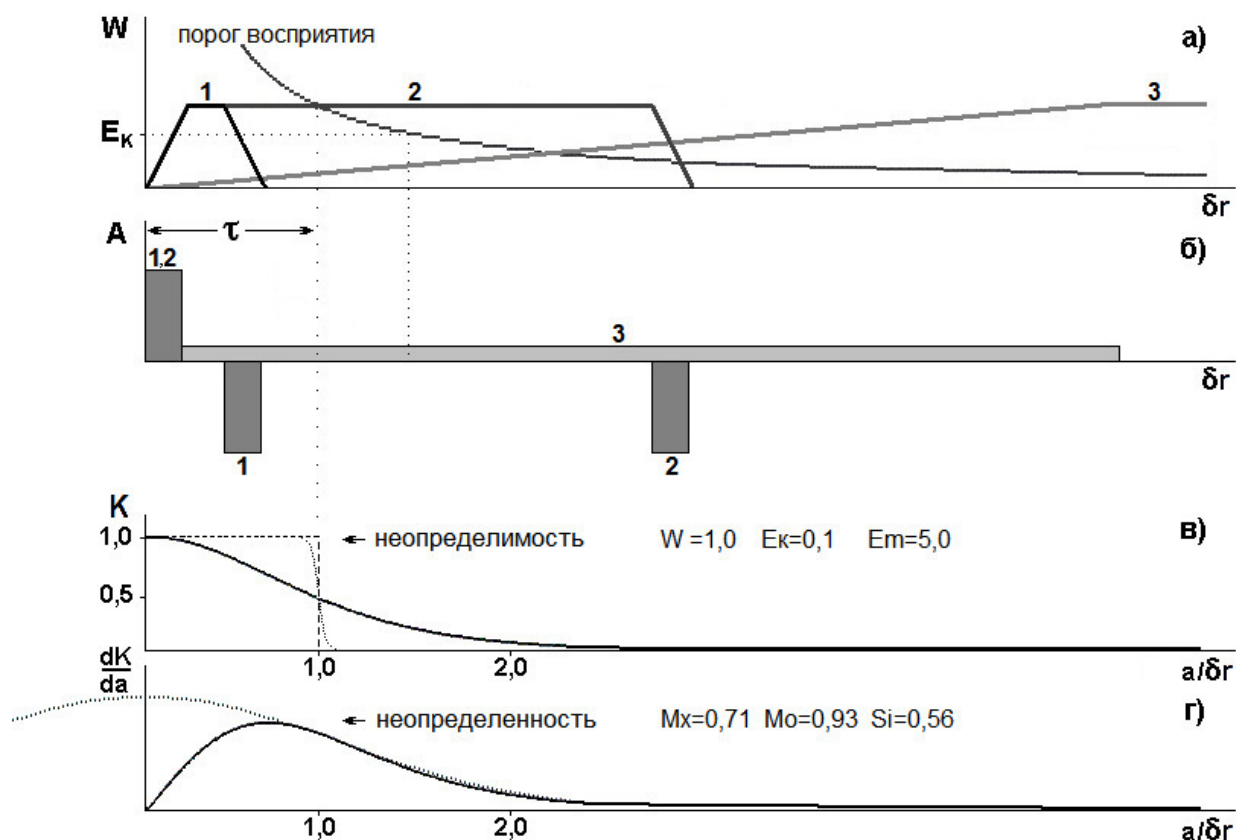 W
порог восприятия
а)
1
2
3
Eк
δr
A
τ
б)
1,2
3
δr
1
2
K
1,0
неопределимость
W =1,0 Eк=0,1 Em=5,0
в)
0,5
1,0
2,0
a/δr
dK
da
неопределенность
Mx=0,71 Mo=0,93 Si=0,56
г)
1,0
2,0
a/δr